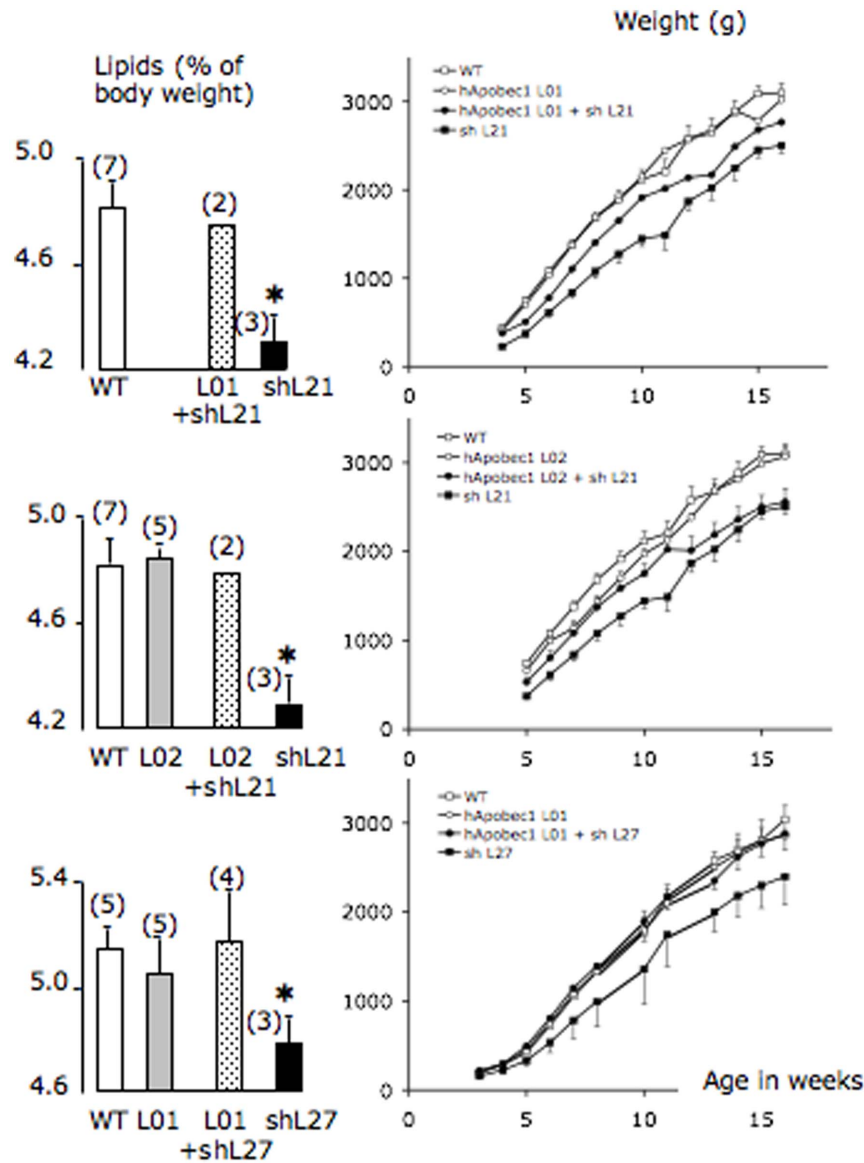 Weight (g)
Lipids (% of
body weight)
5.0
4.6
4.2
(7)
(2)
(3)
*
WT
L01
+shL21
shL21
WT
hApobec1 L01
hApobec1 L01 + sh L21
sh L21
3000
2000
1000
0
0
5
10
15
5.0
4.6
4.2
(7)
(5)
(2)
(3)
*
WT
L02
L02
+shL21
shL21
WT
hApobec1 L02
hApobec1 L02 + sh L21
sh L21
3000
2000
1000
0
0
5
10
15
5.4
5.0
4.6
(5)
(5)
(4)
(3)
*
WT
L01
L01
+shL27
shL27
WT
hApobec1 L01
hApobec1 L01 + sh L27
sh L27
3000
2000
1000
0
0
5
10
15
Age in weeks